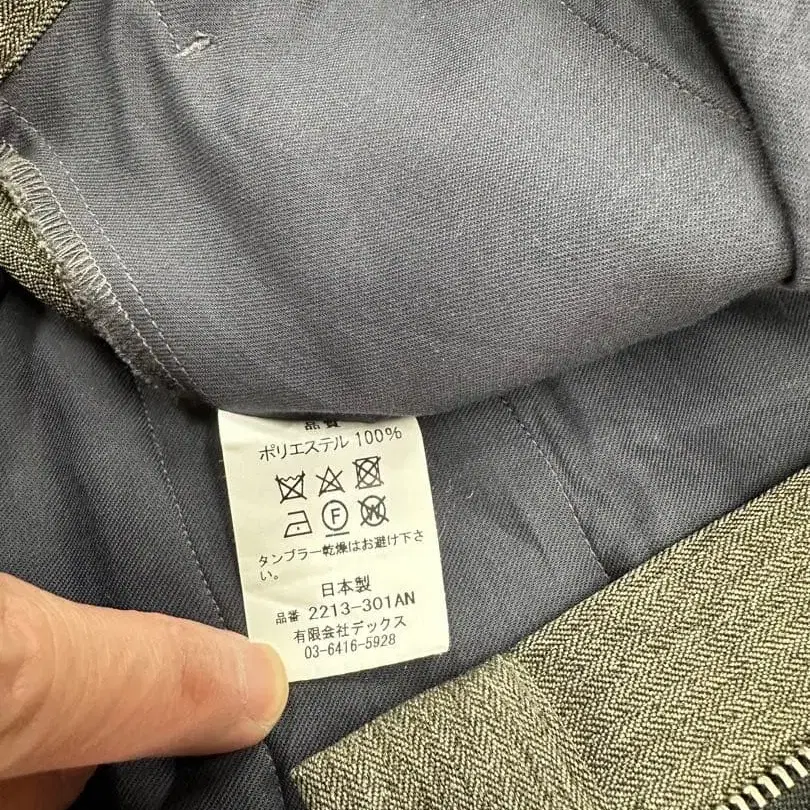 品質
ポリエステル 100%
F W
タンブラー乾燥はお避け下さ
い。
日本製
品番 2213-301AN
有限会社デックス
03-6416-5928